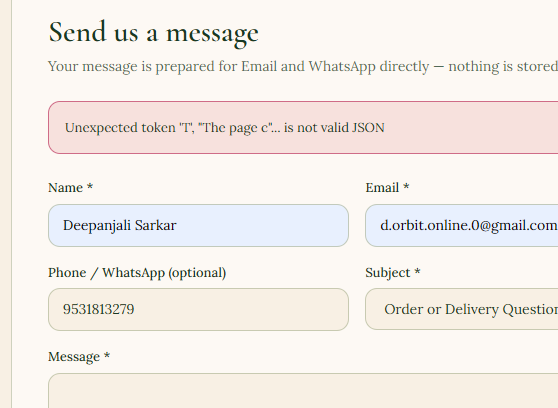 Send us a message
Your message is prepared for Email and WhatsApp directly — nothing is stored
Unexpected token 'T', "The page c"... is not valid JSON
Name * Email *
Deepanjali Sarkar d.orbit.online.0@gmail.com
Phone / WhatsApp (optional) Subject *
9531813279 Order or Delivery Question
Message *